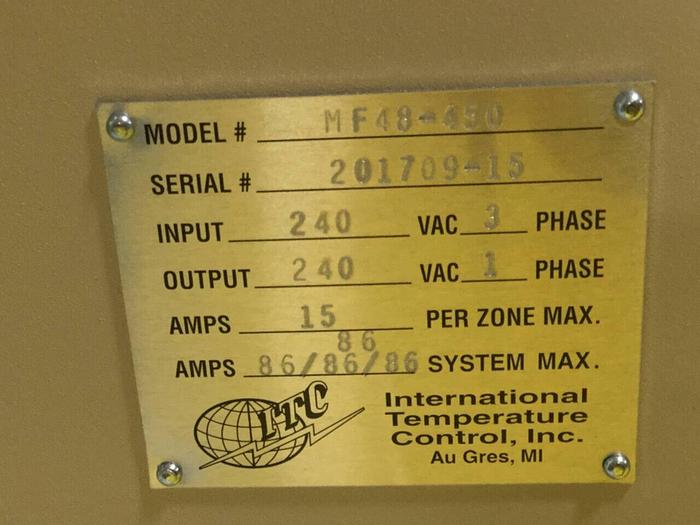 MODEL # MF48-450
SERIAL # 201709-15
INPUT 240 VAC 3 PHASE
OUTPUT 240 VAC 1 PHASE
AMPS 15 PER ZONE MAX.
86
AMPS 86/86/86 SYSTEM MAX.
ITC
International
Temperature
Control, Inc.
Au Gres, MI